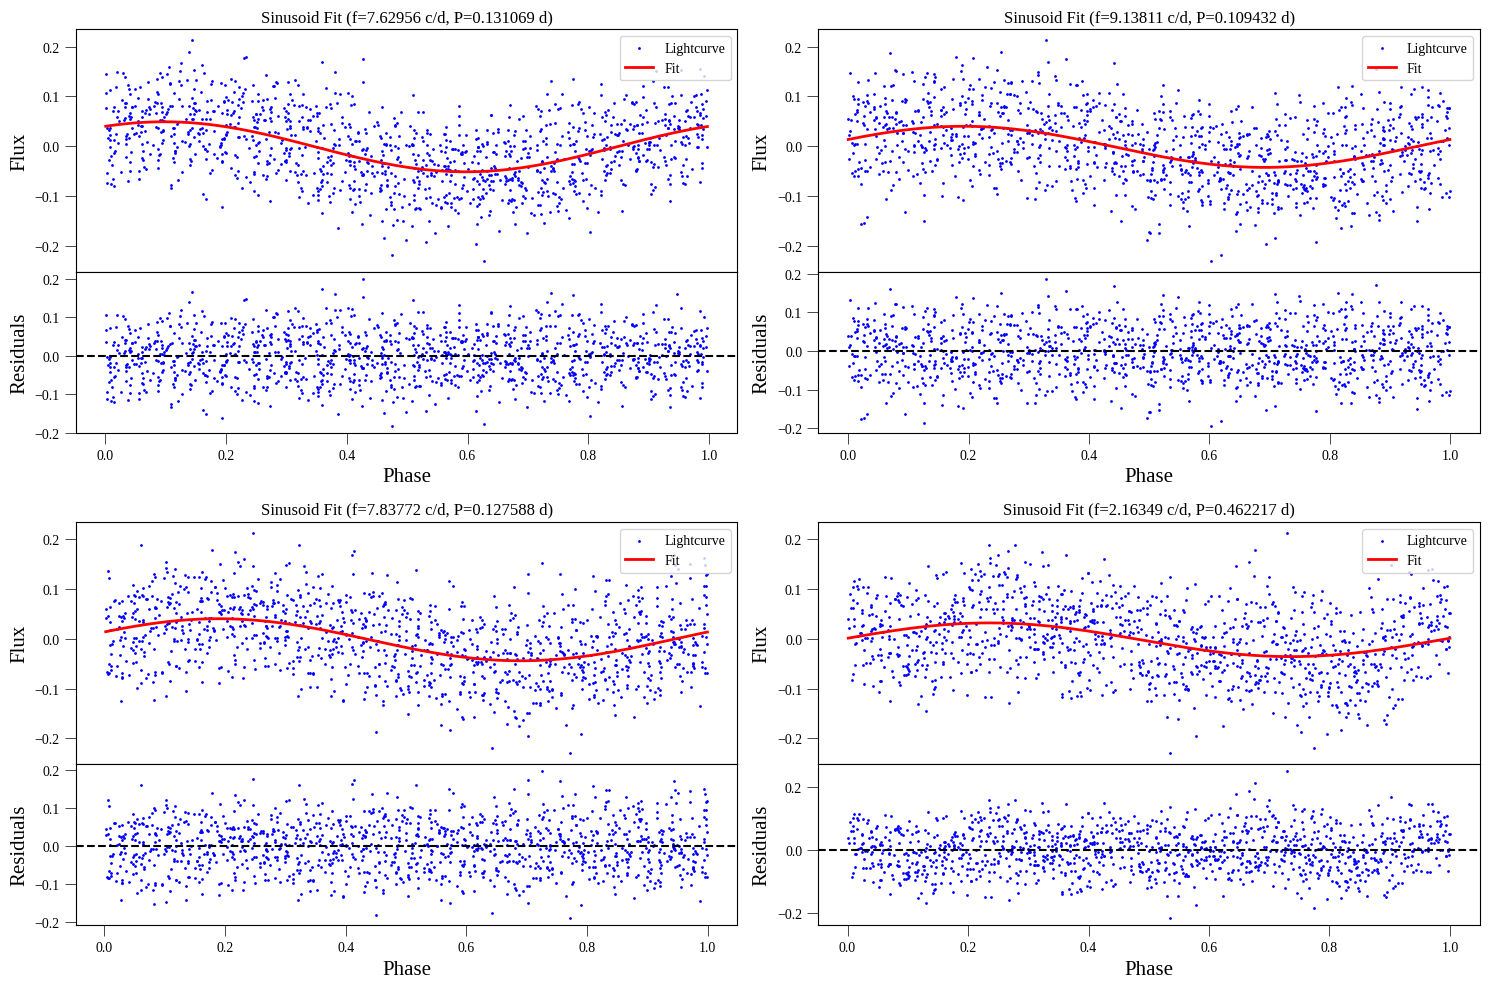 Sinusoid Fit (f=7.62956 c/d, P=0.131069 d)
Lightcurve
Fit
Flux
0.2
0.1
0.0
−0.1
−0.2
Residuals
0.2
0.1
0.0
−0.1
−0.2
0.0 0.2 0.4 0.6 0.8 1.0
Phase
Sinusoid Fit (f=9.13811 c/d, P=0.109432 d)
Lightcurve
Fit
Flux
0.2
0.1
0.0
−0.1
−0.2
Residuals
0.2
0.1
0.0
−0.1
−0.2
0.0 0.2 0.4 0.6 0.8 1.0
Phase
Sinusoid Fit (f=7.83772 c/d, P=0.127588 d)
Lightcurve
Fit
Flux
0.2
0.1
0.0
−0.1
−0.2
Residuals
0.2
0.1
0.0
−0.1
−0.2
0.0 0.2 0.4 0.6 0.8 1.0
Phase
Sinusoid Fit (f=2.16349 c/d, P=0.462217 d)
Lightcurve
Fit
Flux
0.2
0.1
0.0
−0.1
−0.2
Residuals
0.2
0.0
−0.2
0.0 0.2 0.4 0.6 0.8 1.0
Phase